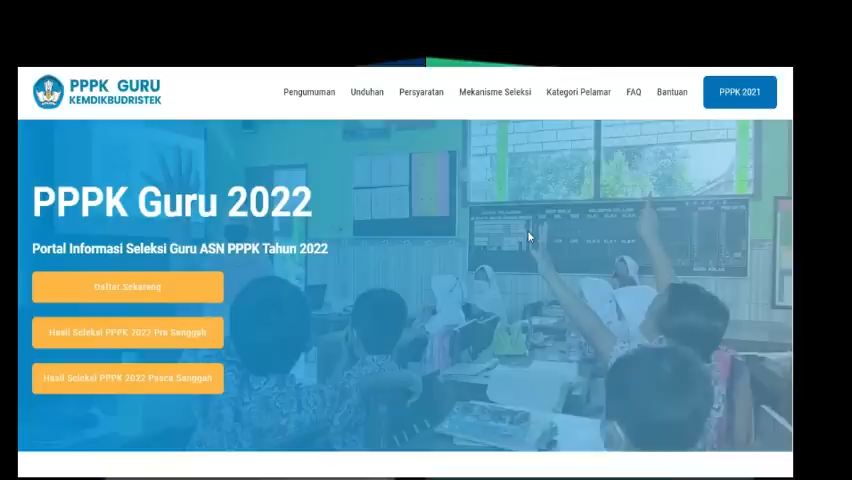 PPPK GURU
KEMDIKBUDRISTEK
Pengumuman Unduhan Persyaratan Mekanisme Seleksi Kategori Pelamar FAQ Bantuan PPPK 2021
PPPK Guru 2022
Portal Informasi Seleksi Guru ASN PPPK Tahun 2022
Daftar Sekarang
Hasil Seleksi PPPK 2022 Pra Sanggah
Hasil Seleksi PPPK 2022 Pasca Sanggah